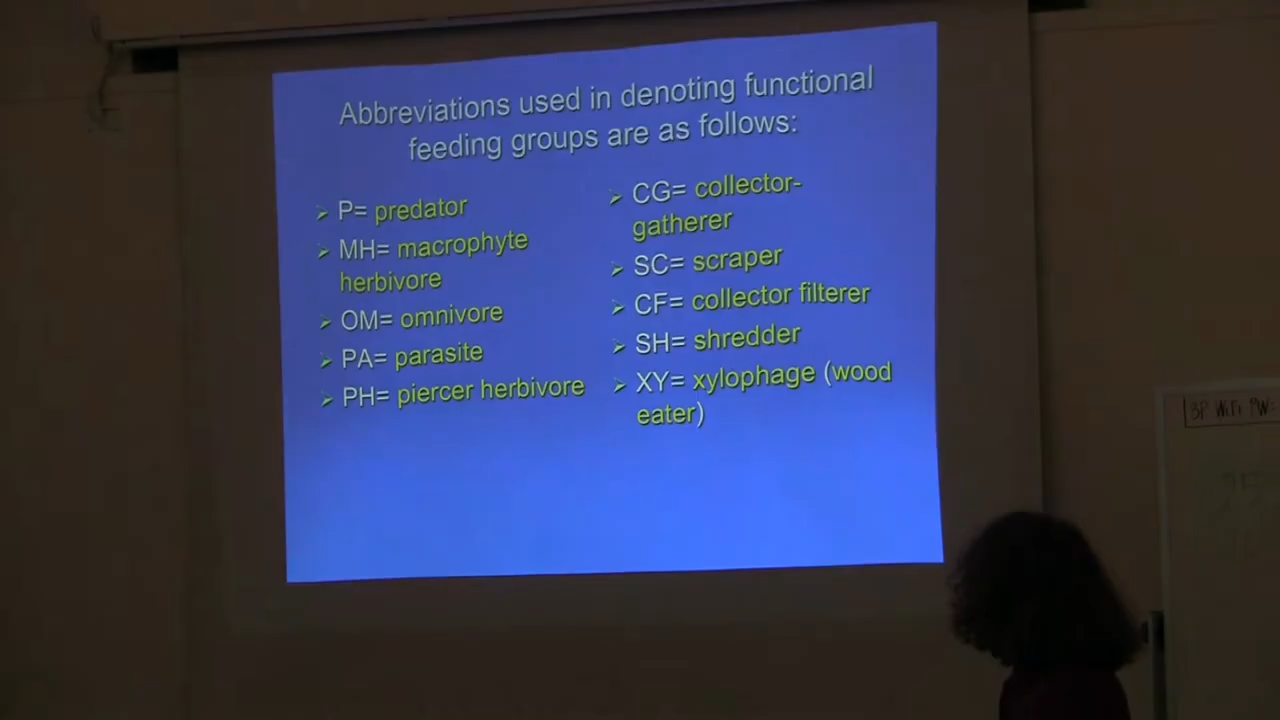 Abbreviations used in denoting functional
feeding groups are as follows:
P= predator
MH= macrophyte
herbivore
OM= omnivore
PA= parasite
PH= piercer herbivore
CG= collector-
gatherer
SC= scraper
CF= collector filterer
SH= shredder
XY= xylophage (wood
eater)